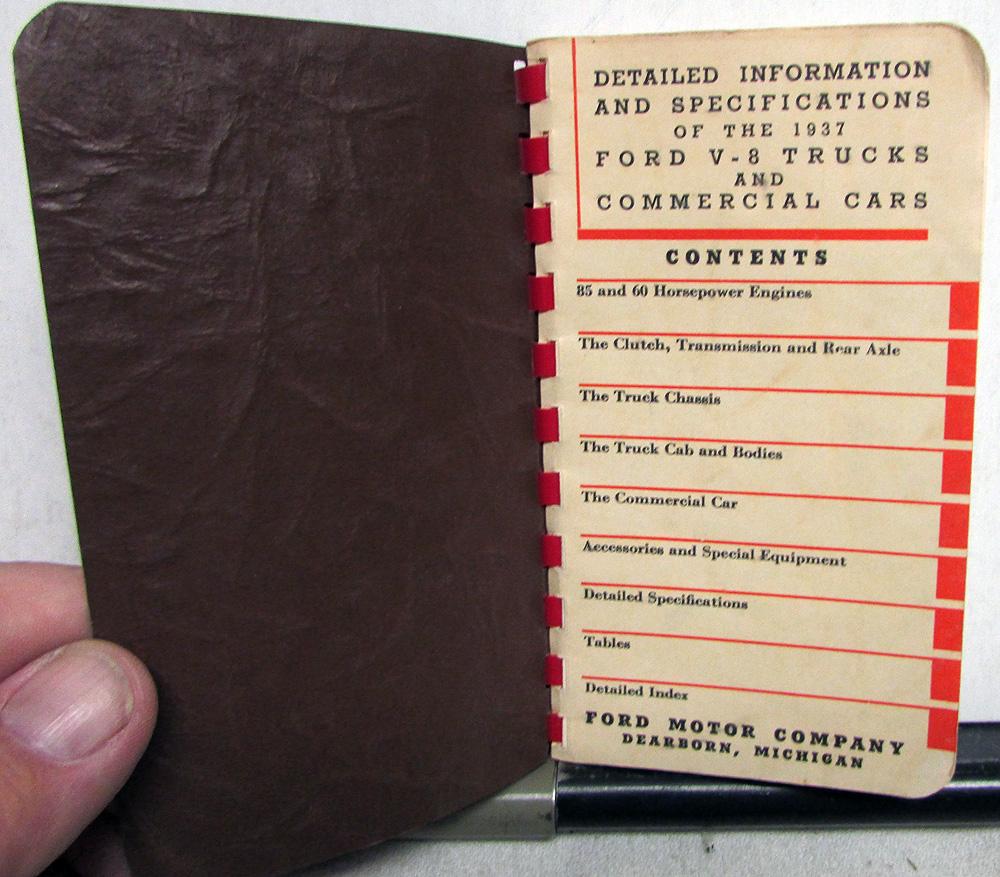 DETAILED INFORMATION
AND SPECIFICATIONS
OF THE 1937
FORD V-8 TRUCKS
AND
COMMERCIAL CARS
CONTENTS
85 and 60 Horsepower Engines
The Clutch, Transmission and Rear Axle
The Truck Chassis
The Truck Cab and Bodies
The Commercial Car
Accessories and Special Equipment
Detailed Specifications
Tables
Detailed Index
FORD MOTOR COMPANY
DEARBORN, MICHIGAN